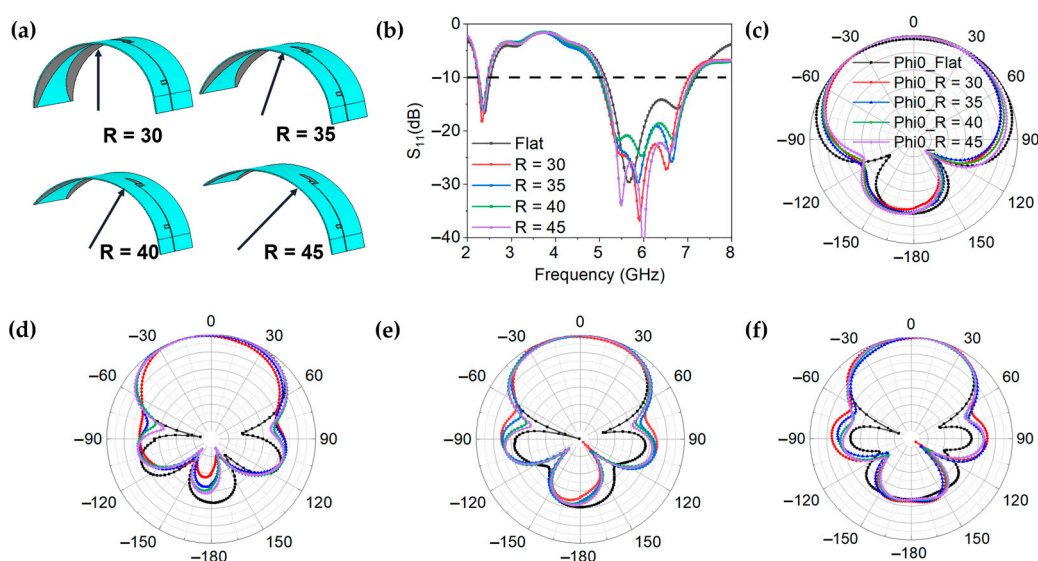 (a)
R = 30
R = 35
R = 40
R = 45
(b)
0
−10
−20
−30
−40
S11(dB)
2 3 4 5 6 7 8
Frequency (GHz)
Flat
R = 30
R = 35
R = 40
R = 45
(c)
0
−30 30
−60 60
−90 90
−120 120
−150 150
−180
Phi0_Flat
Phi0_R = 30
Phi0_R = 35
Phi0_R = 40
Phi0_R = 45
(d)
0
−30 30
−60 60
−90 90
−120 120
−150 150
−180
(e)
0
−30 30
−60 60
−90 90
−120 120
−150 150
−180
(f)
0
−30 30
−60 60
−90 90
−120 120
−150 150
−180